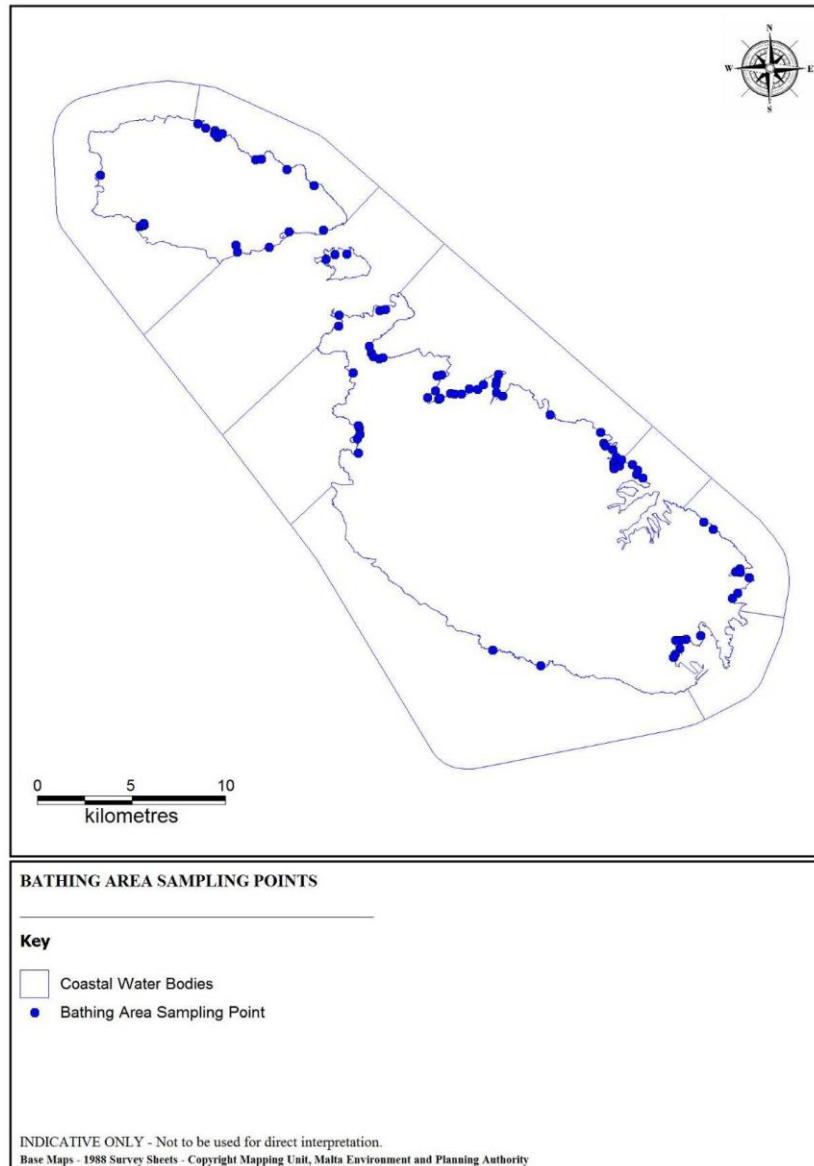 N
W E
S
0 5 10
kilometres
BATHING AREA SAMPLING POINTS
Key
Coastal Water Bodies
Bathing Area Sampling Point
INDICATIVE ONLY - Not to be used for direct interpretation.
Base Maps - 1988 Survey Sheets - Copyright Mapping Unit, Malta Environment and Planning Authority